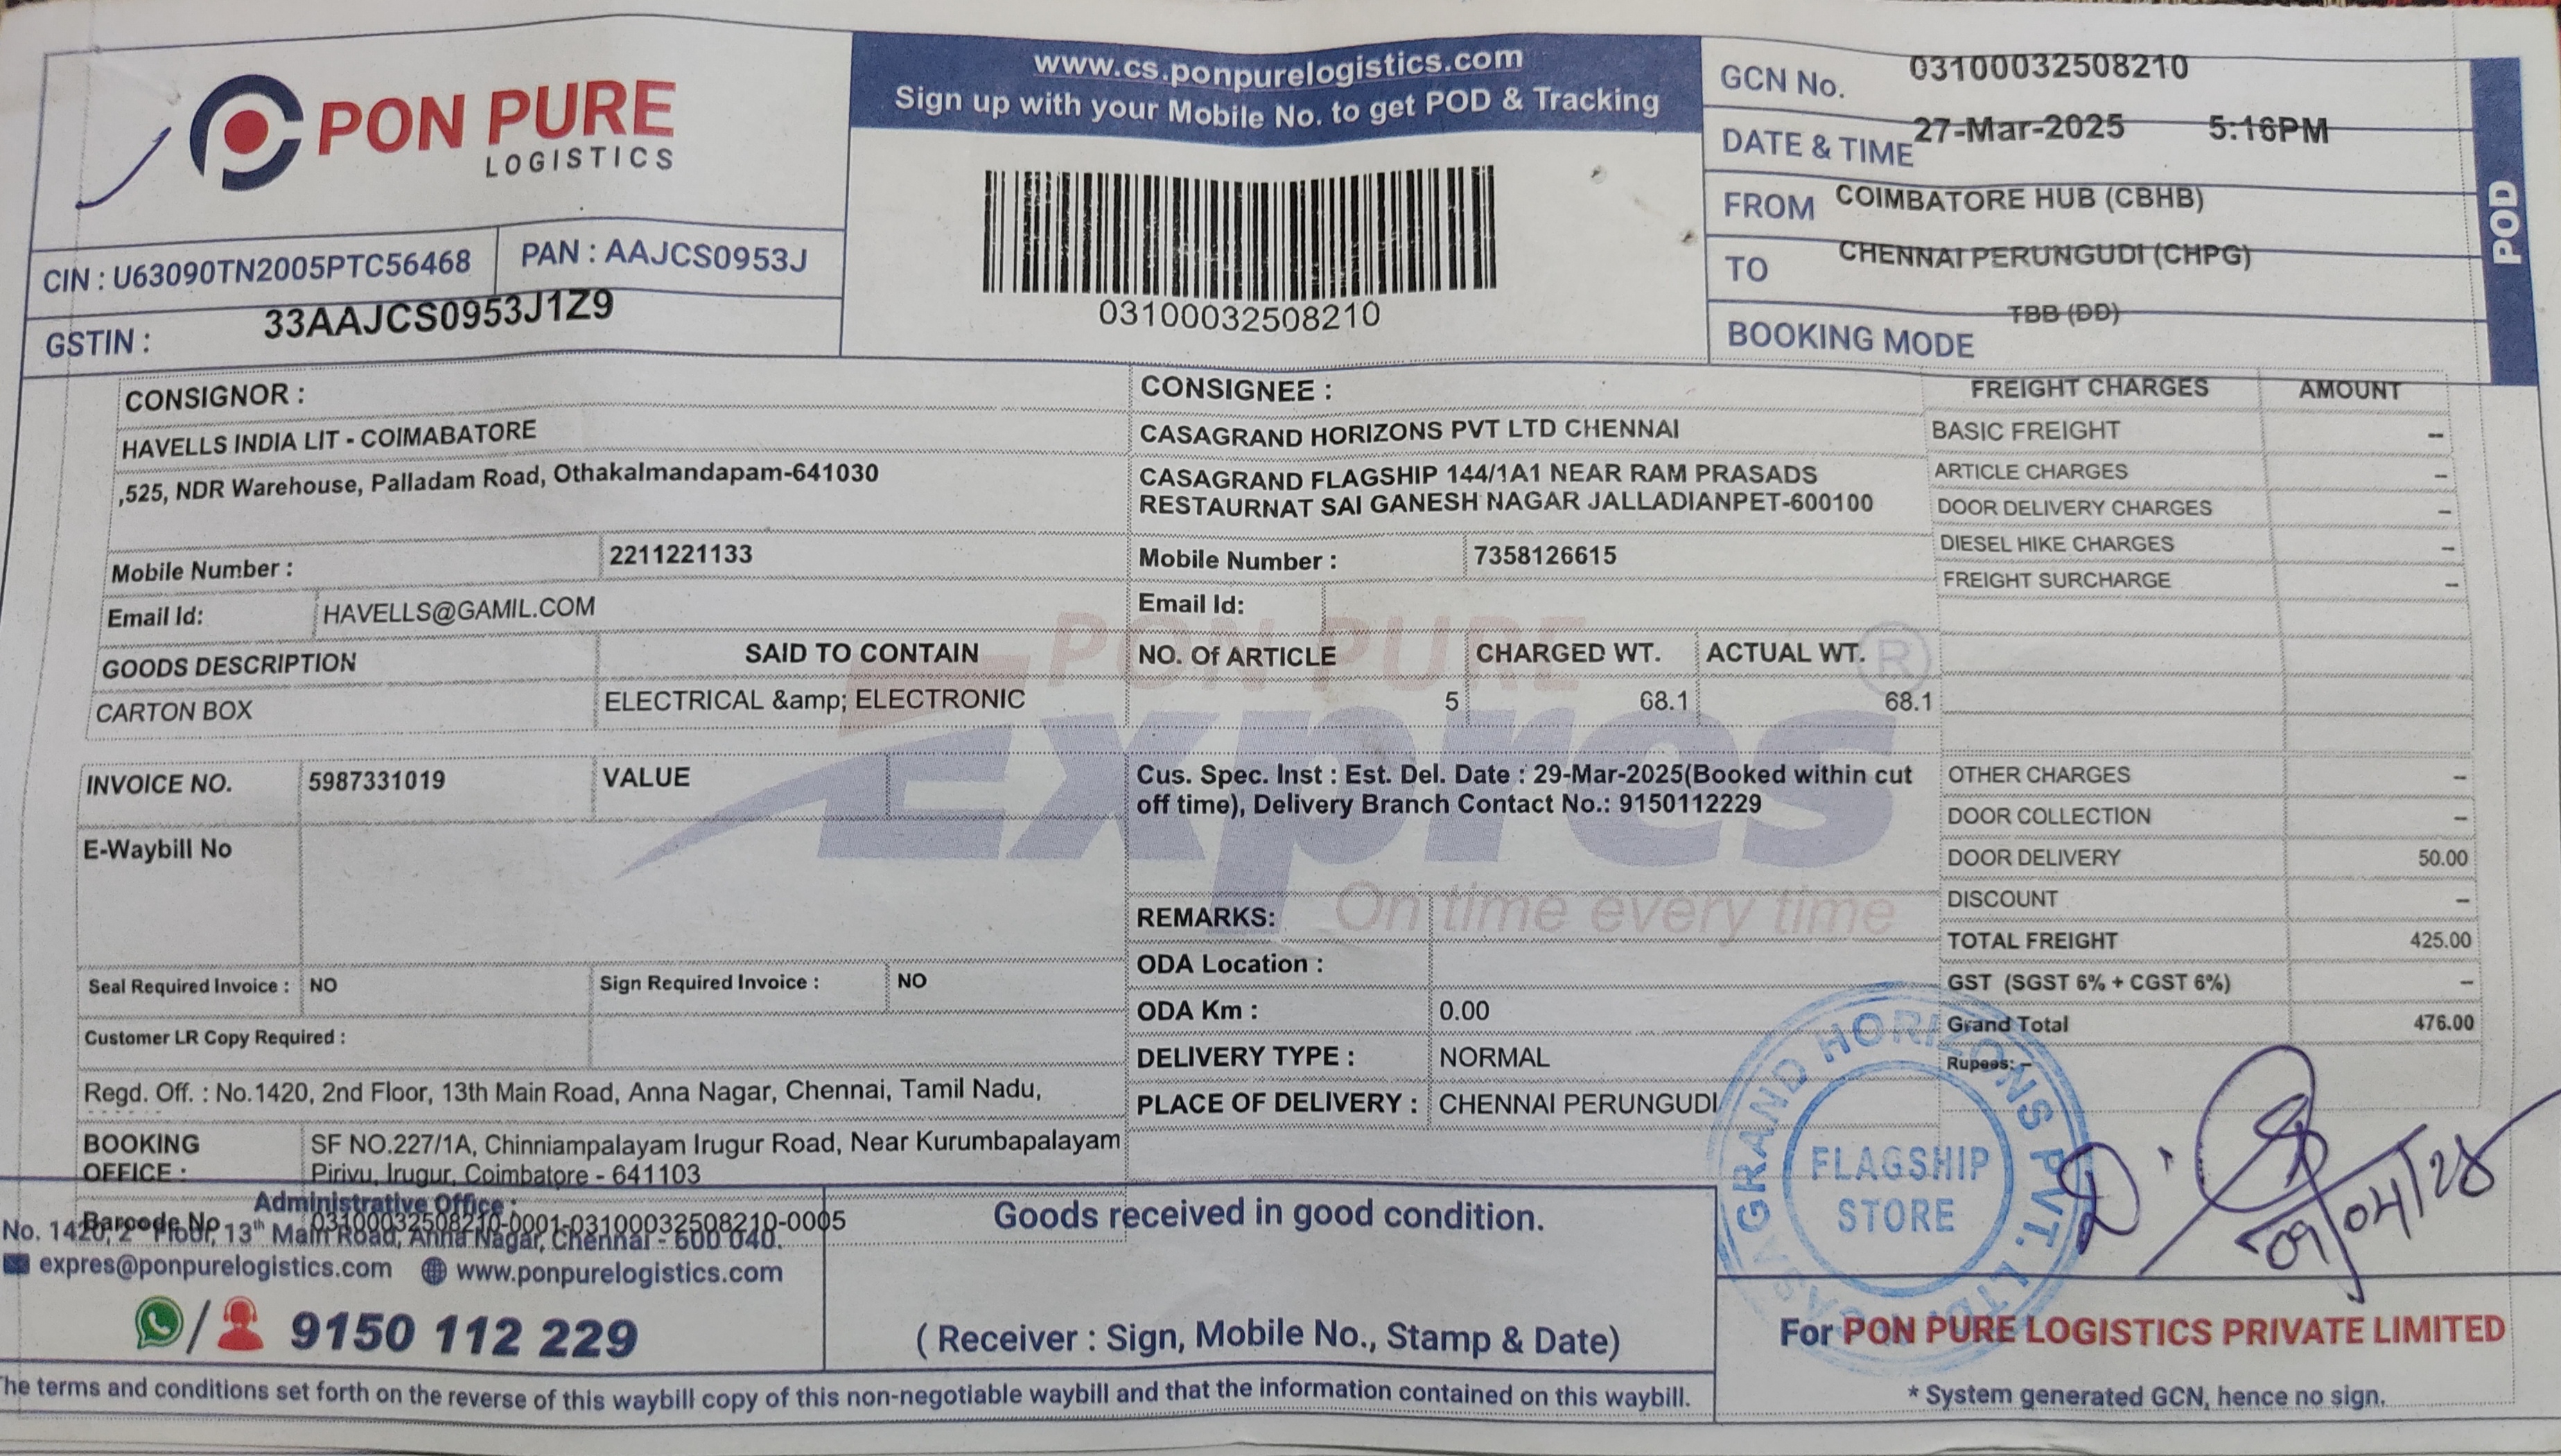 PON PURE
LOGISTICS
www.cs.ponpurelogistics.com
Sign up with your Mobile No. to get POD & Tracking
03100032508210
GCN No. 03100032508210
DATE & TIME 27-Mar-2025 5:16PM
FROM COIMBATORE HUB (CBHB)
TO CHENNAI PERUNGUDI (CHPG)
BOOKING MODE TBB (DD)
POD
CIN : U63090TN2005PTC56468 PAN : AAJCS0953J
GSTIN : 33AAJCS0953J1Z9
CONSIGNOR :
HAVELLS INDIA LIT - COIMABATORE
,525, NDR Warehouse, Palladam Road, Othakalmandapam-641030
Mobile Number : 2211221133
Email Id: HAVELLS@GAMIL.COM
CONSIGNEE :
CASAGRAND HORIZONS PVT LTD CHENNAI
CASAGRAND FLAGSHIP 144/1A1 NEAR RAM PRASADS
RESTAURNAT SAI GANESH NAGAR JALLADIANPET-600100
Mobile Number : 7358126615
Email Id:
GOODS DESCRIPTION SAID TO CONTAIN NO. Of ARTICLE CHARGED WT. ACTUAL WT.
CARTON BOX ELECTRICAL &amp; ELECTRONIC 5 68.1 68.1
INVOICE NO. 5987331019 VALUE
E-Waybill No
Seal Required Invoice : NO Sign Required Invoice : NO
Customer LR Copy Required :
Regd. Off. : No.1420, 2nd Floor, 13th Main Road, Anna Nagar, Chennai, Tamil Nadu,
BOOKING OFFICE : SF NO.227/1A, Chinniampalayam Irugur Road, Near Kurumbapalayam
Pirivu, Irugur, Coimbatore - 641103
Barcode No 03100032508210-0001-03100032508210-0005
Cus. Spec. Inst : Est. Del. Date : 29-Mar-2025(Booked within cut
off time), Delivery Branch Contact No.: 9150112229
REMARKS:
ODA Location :
ODA Km : 0.00
DELIVERY TYPE : NORMAL
PLACE OF DELIVERY : CHENNAI PERUNGUDI
FREIGHT CHARGES AMOUNT
BASIC FREIGHT –
ARTICLE CHARGES –
DOOR DELIVERY CHARGES –
DIESEL HIKE CHARGES –
FREIGHT SURCHARGE –
OTHER CHARGES –
DOOR COLLECTION –
DOOR DELIVERY 50.00
DISCOUNT –
TOTAL FREIGHT 425.00
GST (SGST 6% + CGST 6%) –
Grand Total 476.00
Rupees: –
PON PURE
Expres ®
On time every time
Administrative Office :
No. 1420, 2nd Floor, 13th Main Road, Anna Nagar, Chennai - 600 040.
expres@ponpurelogistics.com www.ponpurelogistics.com
/ 9150 112 229
Goods received in good condition.
( Receiver : Sign, Mobile No., Stamp & Date)
CASAGRAND HORIZONS PVT. LTD
FLAGSHIP
STORE
For PON PURE LOGISTICS PRIVATE LIMITED
* System generated GCN, hence no sign.
The terms and conditions set forth on the reverse of this waybill copy of this non-negotiable waybill and that the information contained on this waybill.